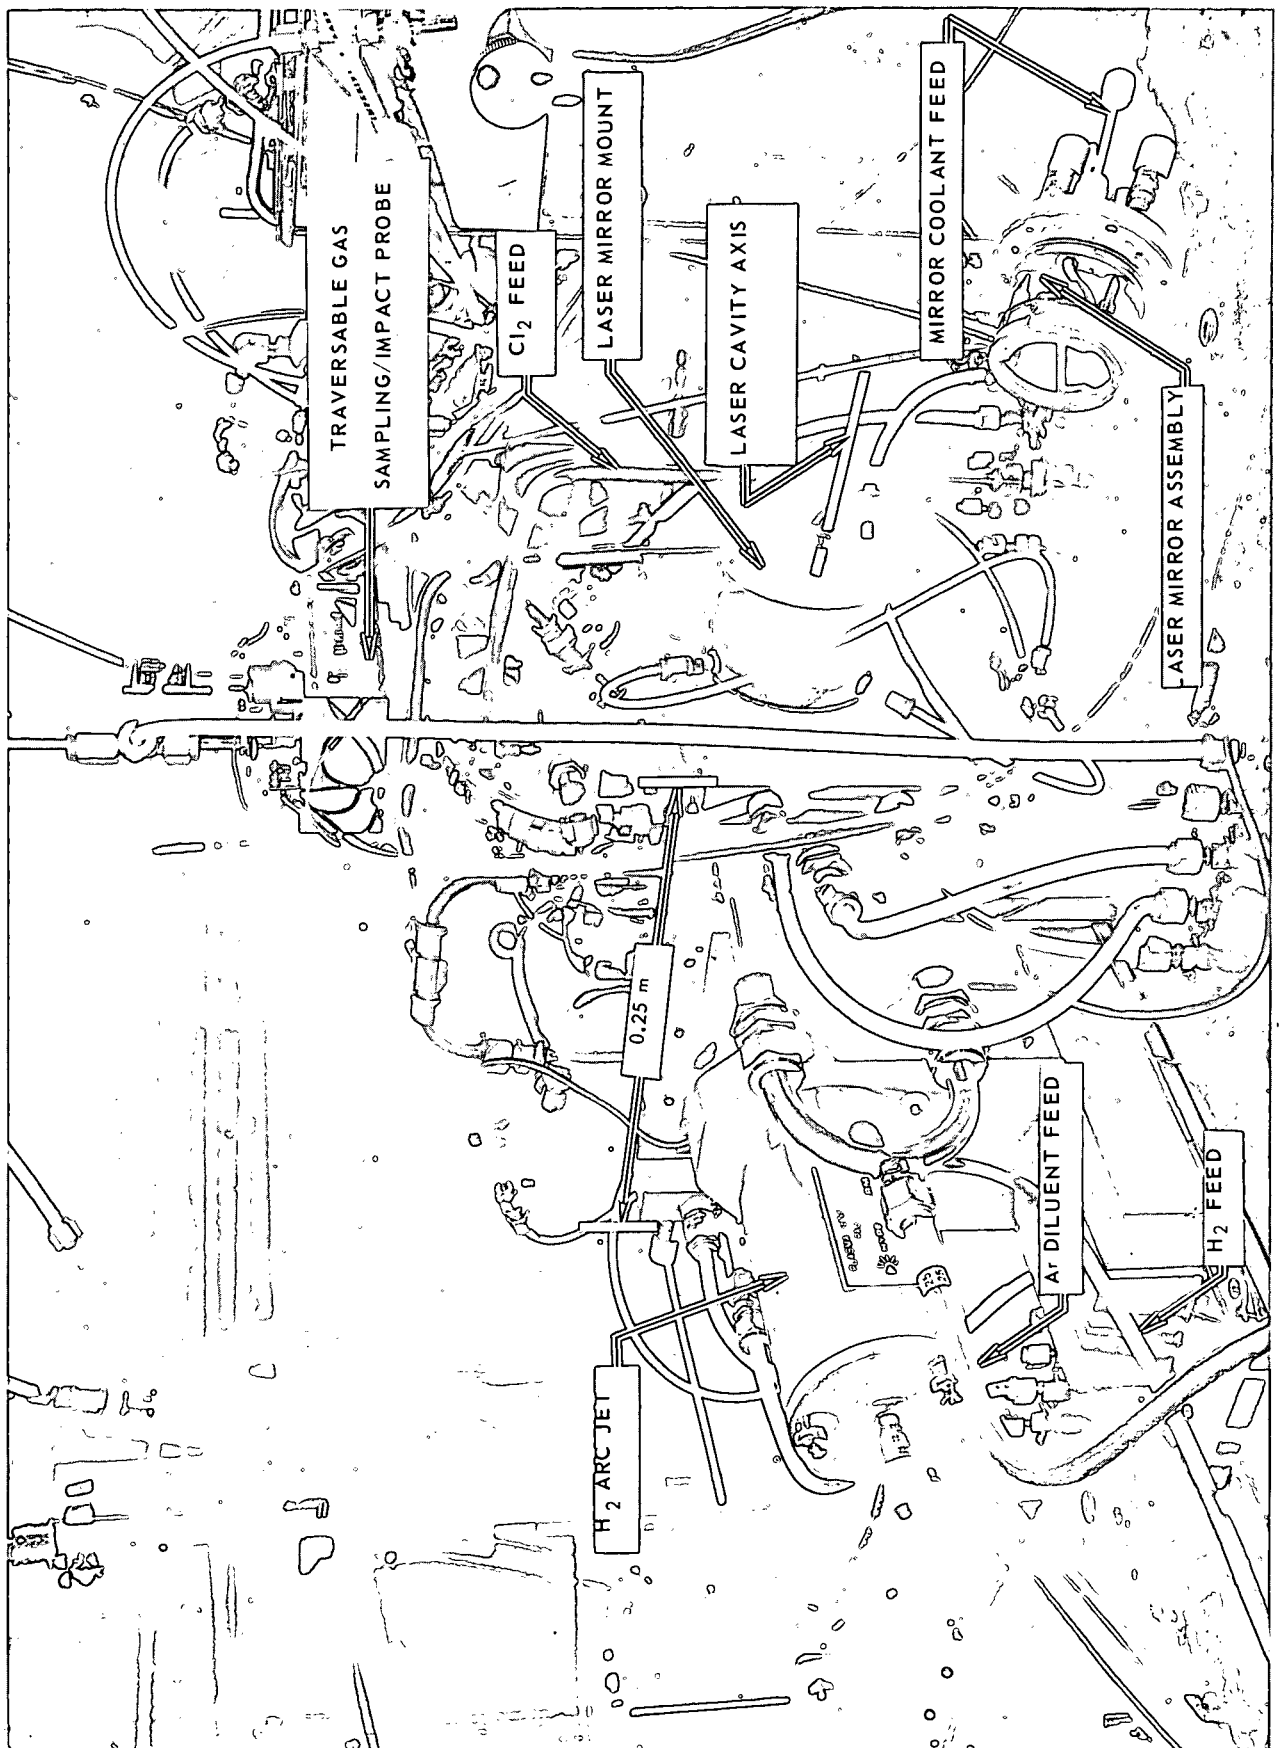 TRAVERSABLE GAS
SAMPLING/IMPACT PROBE
Cl2 FEED
LASER MIRROR MOUNT
LASER CAVITY AXIS
MIRROR COOLANT FEED
ASER MIRROR ASSEMBLY
0.25 m
H2 ARC JET
Ar DILUENT FEED
H2 FEED